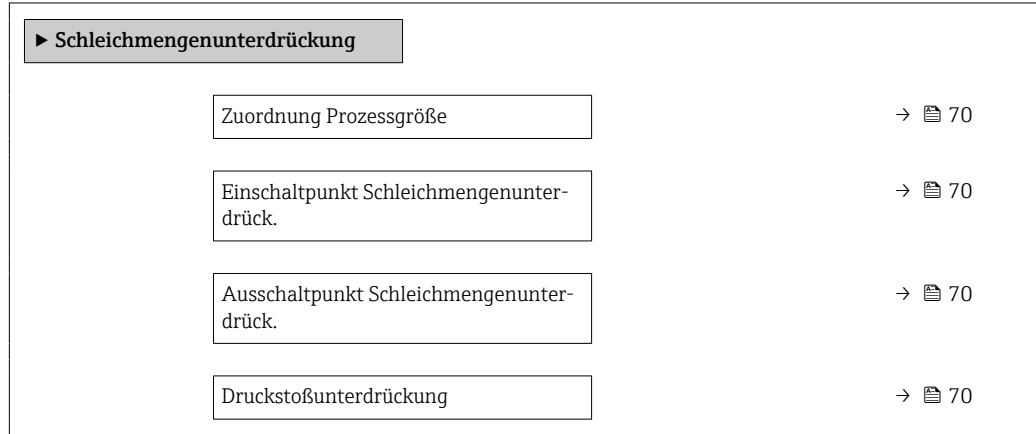 ▶ Schleichmengenunterdrückung
Zuordnung Prozessgröße → 70
Einschaltpunkt Schleichmengenunter-
drück. → 70
Ausschaltpunkt Schleichmengenunter-
drück. → 70
Druckstoßunterdrückung → 70